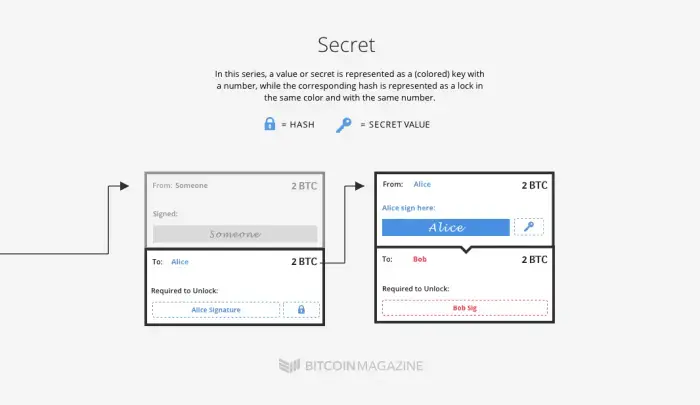 Secret
In this series, a value or secret is represented as a (colored) key with
a number, while the corresponding hash is represented as a lock in
the same color and with the same number.
= HASH = SECRET VALUE
From: Someone 2 BTC
Signed:
Someone
To: Alice 2 BTC
Required to Unlock:
Alice Signature
From: Alice 2 BTC
Alice sign here:
Alice
To: Bob 2 BTC
Required to Unlock:
Bob Sig
BITCOINMAGAZINE